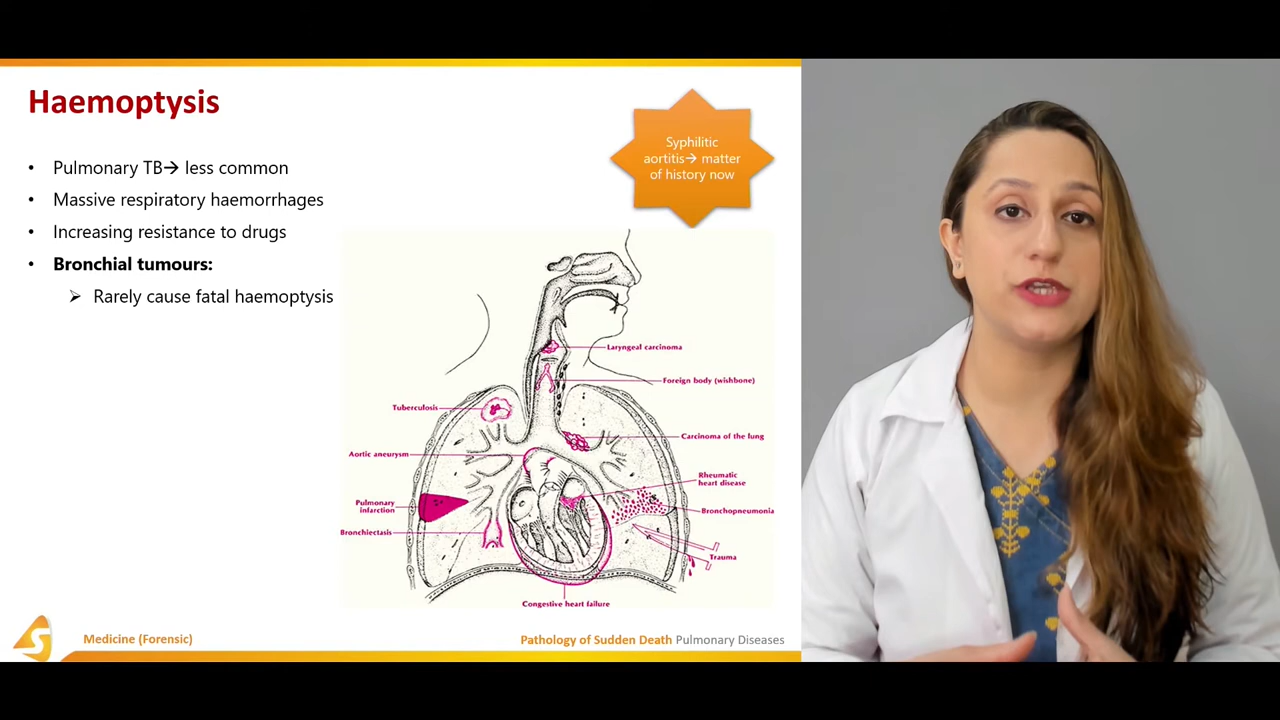 Haemoptysis
• Pulmonary TB→ less common
• Massive respiratory haemorrhages
• Increasing resistance to drugs
• Bronchial tumours:
➢ Rarely cause fatal haemoptysis
Syphilitic
aortitis→ matter
of history now
Laryngeal carcinoma
Foreign body (wishbone)
Tuberculosis
Carcinoma of the lung
Aortic aneurysm
Rheumatic
heart disease
Pulmonary
infarction
Bronchopneumonia
Bronchiectasis
Trauma
Congestive heart failure
S
Medicine (Forensic)
Pathology of Sudden Death Pulmonary Diseases